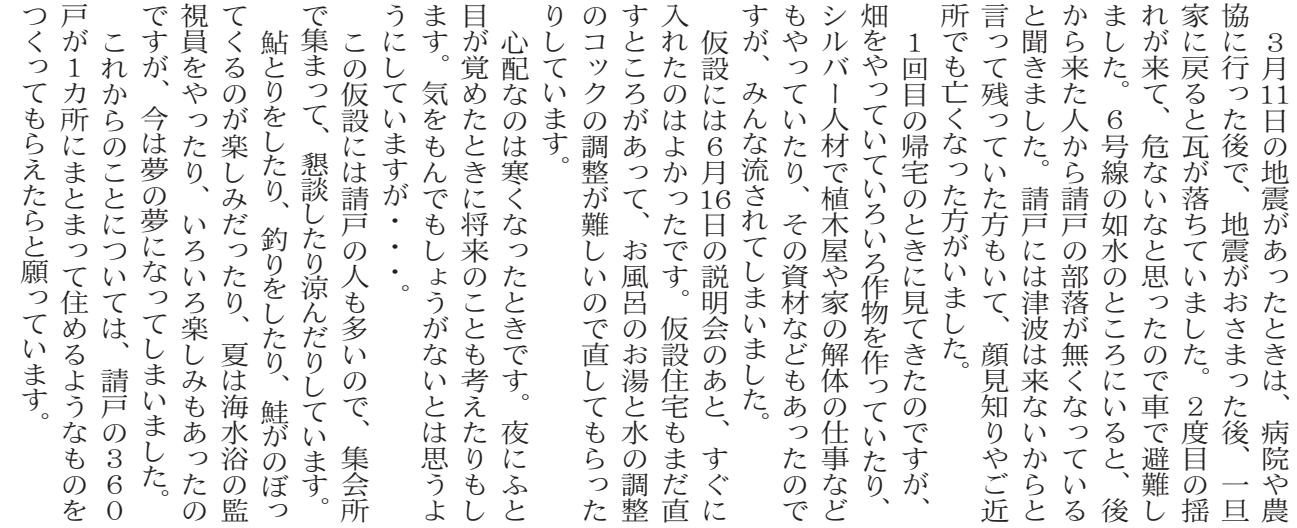 ３月11日の地震があったときは、病院や農
協に行った後で、地震がおさまった後、一旦
家に戻ると瓦が落ちていました。２度目の揺
れが来て、危ないなと思ったので車で避難し
ました。６号線の如水のところにいると、後
から来た人から請戸の部落が無くなっている
と聞きました。請戸には津波は来ないからと
言って残っていた方もいて、顔見知りやご近
所でも亡くなった方がいました。
　１回目の帰宅のときに見てきたのですが、
畑をやっていていろいろ作物を作っていたり、
シルバー人材で植木屋や家の解体の仕事など
もやっていたり、その資材などもあったので
すが、みんな流されてしまいました。
　仮設には６月16日の説明会のあと、すぐに
入れたのはよかったです。仮設住宅もまだ直
すところがあって、お風呂のお湯と水の調整
のコックの調整が難しいので直してもらった
りしています。
　心配なのは寒くなったときです。夜にふと
目が覚めたときに将来のことも考えたりもし
ます。気をもんでもしょうがないとは思うよ
うにしていますが・・・。
　この仮設には請戸の人も多いので、集会所
で集まって、懇談したり涼んだりしています。
　鮎とりをしたり、釣りをしたり、鮭がのぼっ
てくるのが楽しみだったり、夏は海水浴の監
視員をやったり、いろいろ楽しみもあったの
ですが、今は夢の夢になってしまいました。
　これからのことについては、請戸の３６０
戸が１カ所にまとまって住めるようなものを
つくってもらえたらと願っています。